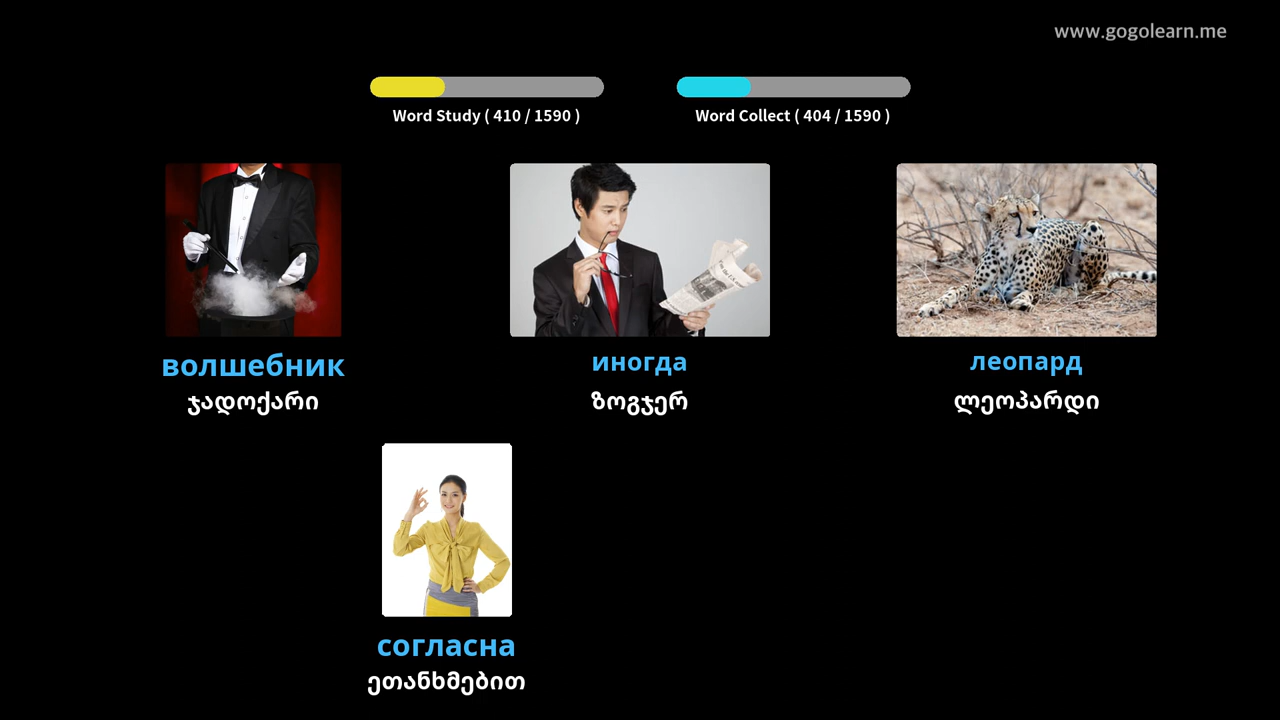 www.gogolearn.me
Word Study ( 410 / 1590 )
Word Collect ( 404 / 1590 )
волшебник
ჯადოქარი
иногда
ზოგჯერ
леопард
ლეოპარდი
согласна
ეთანხმებით